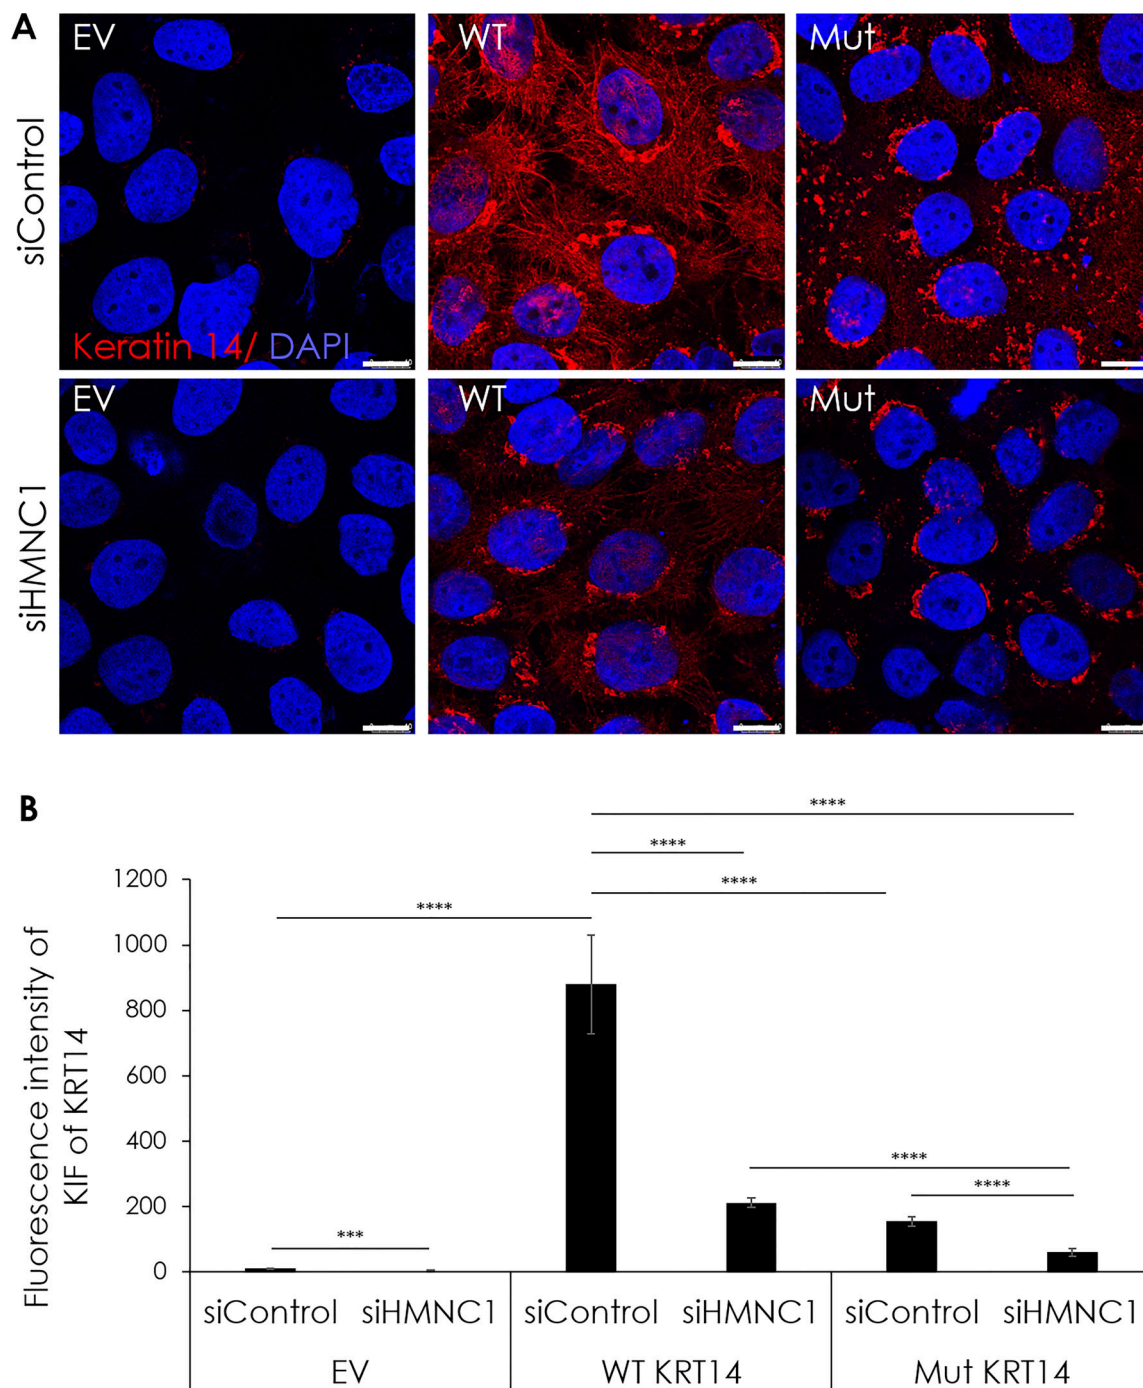 A
EV
WT
Mut
siControl
Keratin 14/ DAPI
EV
WT
Mut
siHMNC1
B
****
****
****
****
****
****
***
1200
1000
800
600
400
200
0
Fluorescence intensity of
KIF of KRT14
siControl siHMNC1 siControl siHMNC1 siControl siHMNC1
EV WT KRT14 Mut KRT14